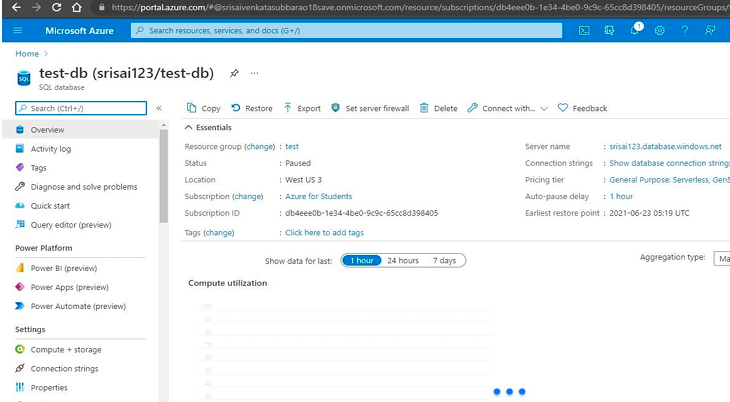 https://portal.azure.com/#@srisaivenkatasubbarao18save.onmicrosoft.com/resource/subscriptions/db4eee0b-1e34-4be0-9c9c-65cc8d398405/resourceGroups/
Microsoft Azure
Search resources, services, and docs (G+/)
1
Home >
test-db (srisai123/test-db)
SQL
SQL database
Search (Ctrl+/)
Copy Restore Export Set server firewall Delete Connect with... Feedback
Overview
Activity log
Tags
Diagnose and solve problems
Quick start
Query editor (preview)
Power Platform
Power BI (preview)
Power Apps (preview)
Power Automate (preview)
Settings
Compute + storage
Connection strings
Properties
Essentials
Resource group (change) : test
Status : Paused
Location : West US 3
Subscription (change) : Azure for Students
Subscription ID : db4eee0b-1e34-4be0-9c9c-65cc8d398405
Tags (change) : Click here to add tags
Server name : srisai123.database.windows.net
Connection strings : Show database connection strings
Pricing tier : General Purpose: Serverless, Gen5
Auto-pause delay : 1 hour
Earliest restore point : 2021-06-23 05:19 UTC
Show data for last: 1 hour 24 hours 7 days
Aggregation type: Ma
Compute utilization
100
90
80
70
60
50
40
30